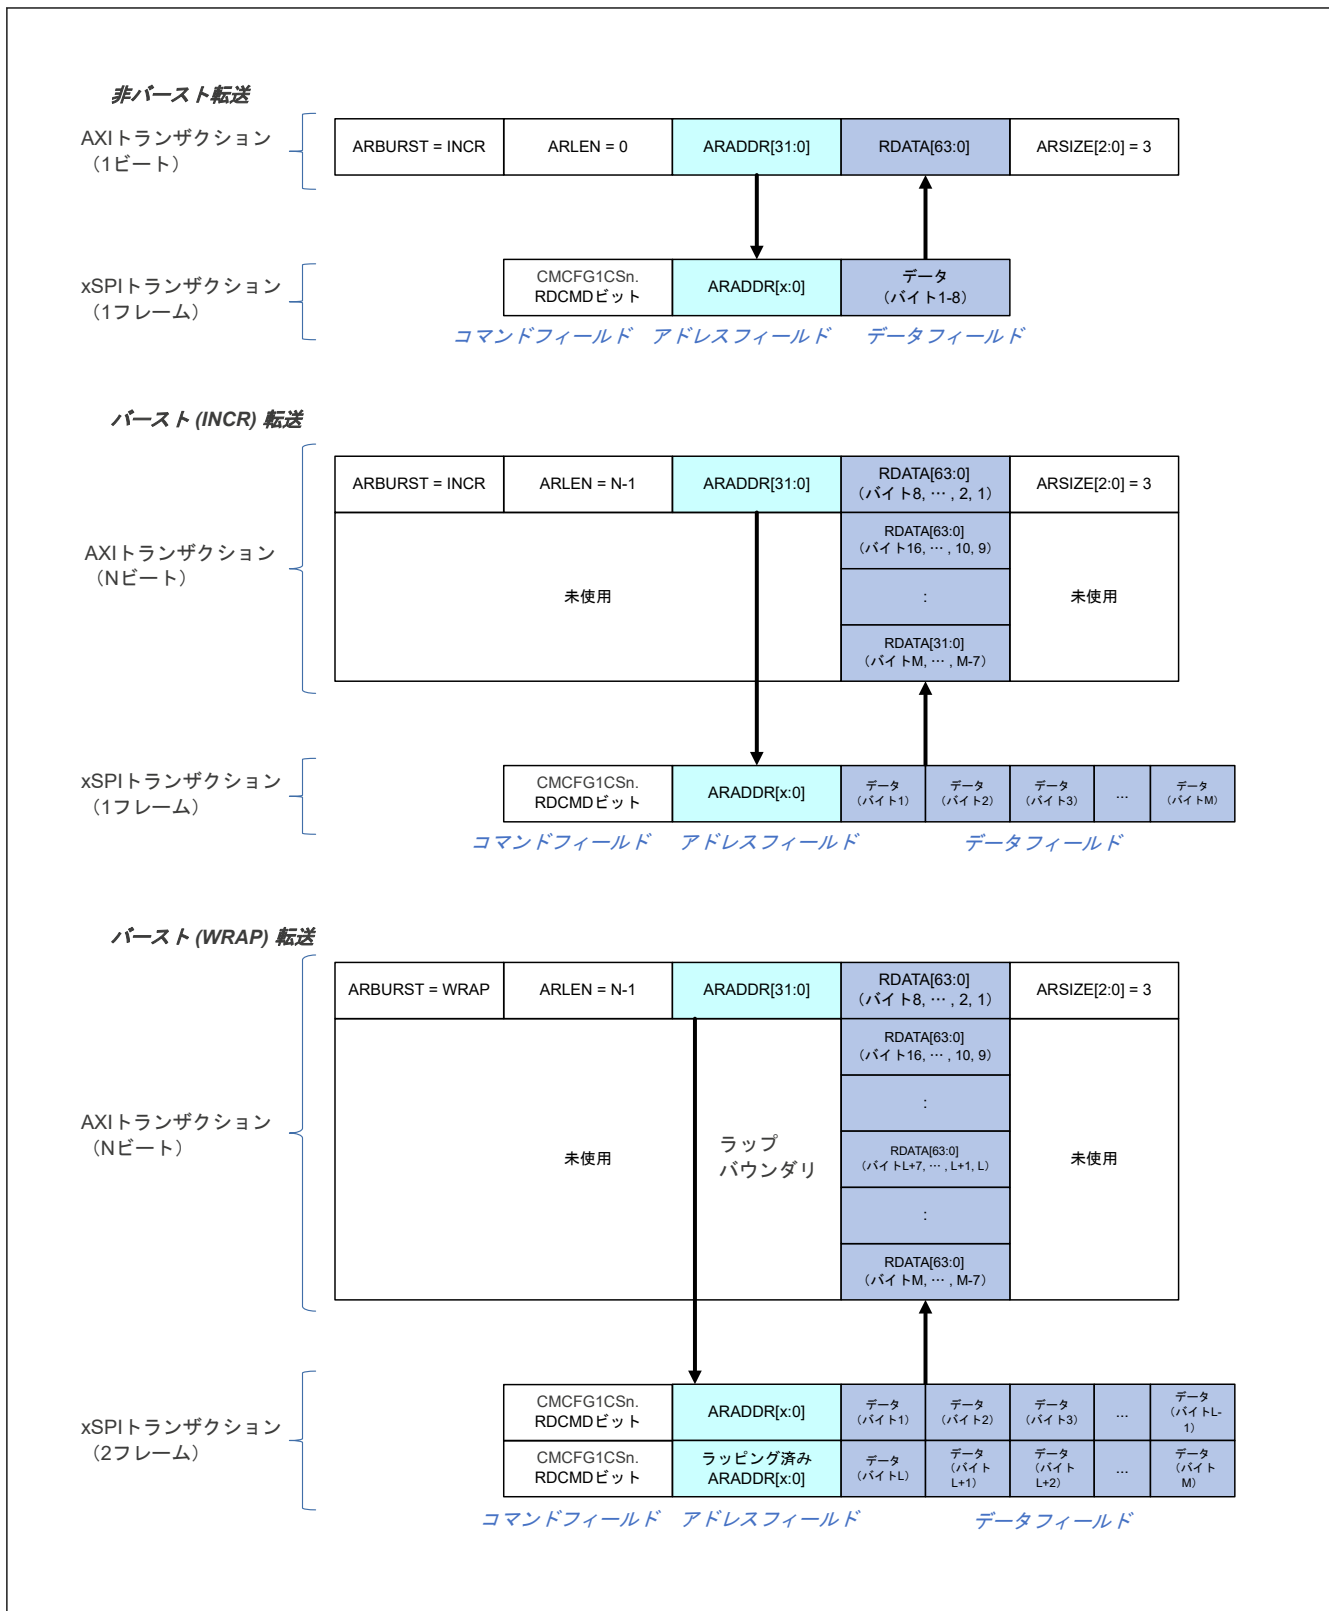 非バースト転送
AXIトランザクション
（1ビート）
ARBURST = INCR
ARLEN = 0
ARADDR[31:0]
RDATA[63:0]
ARSIZE[2:0] = 3
xSPIトランザクション
（1フレーム）
CMCFG1CSn.
RDCMDビット
ARADDR[x:0]
データ
（バイト1-8）
コマンドフィールド
アドレスフィールド
データフィールド
バースト (INCR) 転送
AXIトランザクション
（Nビート）
ARBURST = INCR
ARLEN = N-1
ARADDR[31:0]
RDATA[63:0]
（バイト8, … , 2, 1）
ARSIZE[2:0] = 3
未使用
RDATA[63:0]
（バイト16, … , 10, 9）
:
RDATA[31:0]
（バイトM, … , M-7）
未使用
xSPIトランザクション
（1フレーム）
CMCFG1CSn.
RDCMDビット
ARADDR[x:0]
データ
（バイト1）
データ
（バイト2）
データ
（バイト3）
...
データ
（バイトM）
コマンドフィールド
アドレスフィールド
データフィールド
バースト (WRAP) 転送
AXIトランザクション
（Nビート）
ARBURST = WRAP
ARLEN = N-1
ARADDR[31:0]
RDATA[63:0]
（バイト8, … , 2, 1）
ARSIZE[2:0] = 3
未使用
ラップ
バウンダリ
RDATA[63:0]
（バイト16, … , 10, 9）
:
RDATA[63:0]
（バイトL+7, … , L+1, L）
:
RDATA[63:0]
（バイトM, … , M-7）
未使用
xSPIトランザクション
（2フレーム）
CMCFG1CSn.
RDCMDビット
ARADDR[x:0]
データ
（バイト1）
データ
（バイト2）
データ
（バイト3）
...
データ
（バイトL-
1）
CMCFG1CSn.
RDCMDビット
ラッピング済み
ARADDR[x:0]
データ
（バイトL）
データ
（バイト
L+1）
データ
（バイト
L+2）
...
データ
（バイト
M）
コマンドフィールド
アドレスフィールド
データフィールド